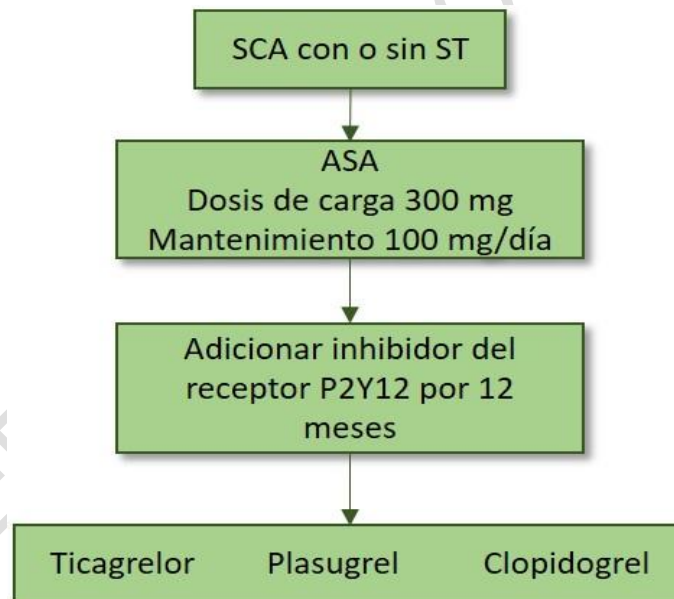 SCA con o sin ST
ASA
Dosis de carga 300 mg
Mantenimiento 100 mg/día
Adicionar inhibidor del
receptor P2Y12 por 12
meses
Ticagrelor Plasugrel Clopidogrel